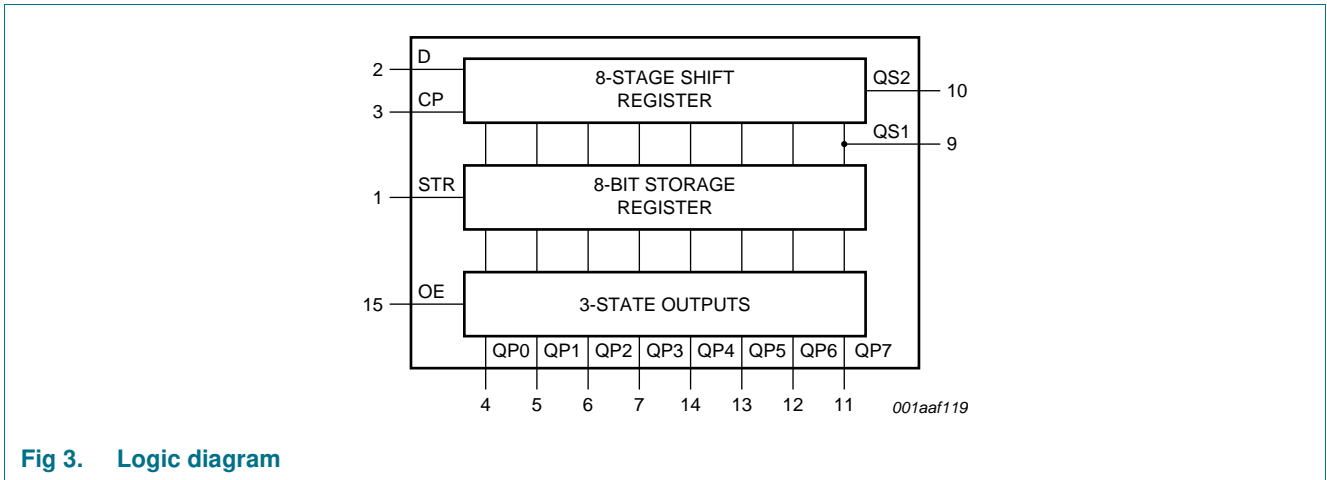 D
2
8-STAGE SHIFT
REGISTER
QS2
10
CP
3
QS1
9
STR
1
8-BIT STORAGE
REGISTER
OE
15
3-STATE OUTPUTS
QP0 QP1 QP2 QP3 QP4 QP5 QP6 QP7
4 5 6 7 14 13 12 11
001aaf119
Fig 3. Logic diagram